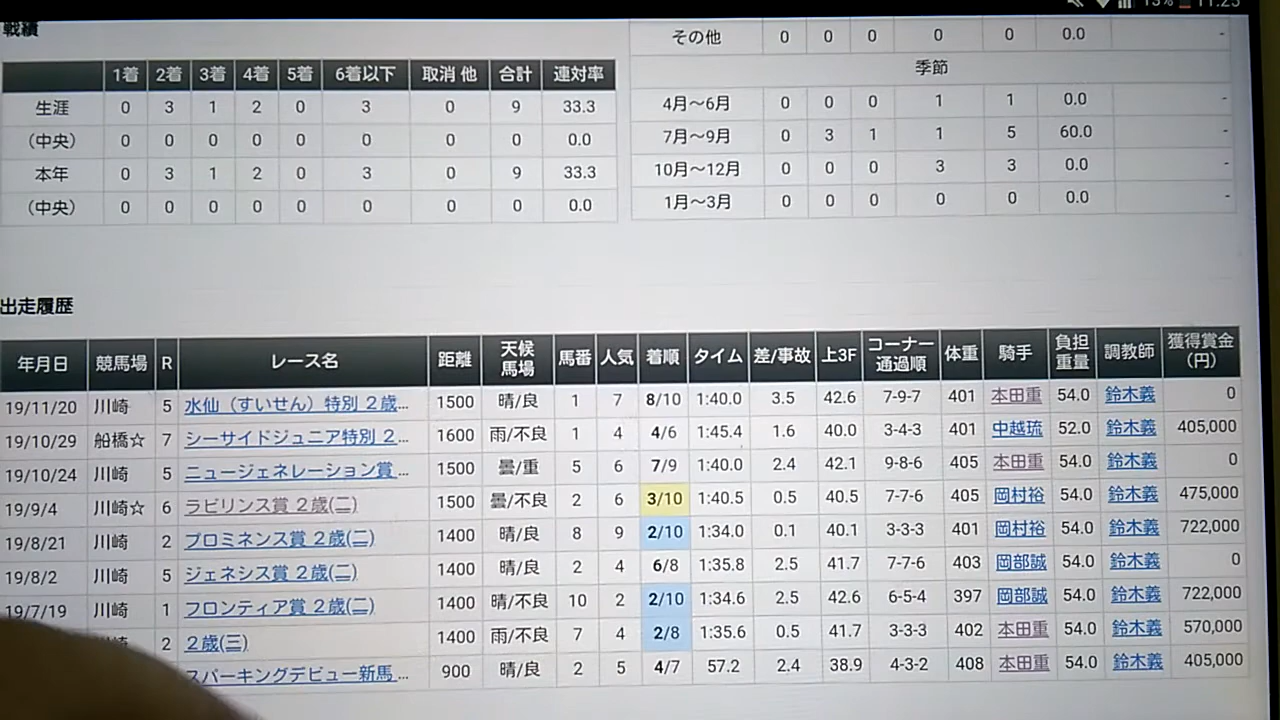 13% 11:25
戦績
1着 2着 3着 4着 5着 6着以下 取消 他 合計 連対率
生涯 0 3 1 2 0 3 0 9 33.3
（中央） 0 0 0 0 0 0 0 0 0.0
本年 0 3 1 2 0 3 0 9 33.3
（中央） 0 0 0 0 0 0 0 0 0.0
その他 0 0 0 0 0 0.0 -
季節
4月〜6月 0 0 0 1 1 0.0 -
7月〜9月 0 3 1 1 5 60.0 -
10月〜12月 0 0 0 3 3 0.0 -
1月〜3月 0 0 0 0 0 0.0 -
出走履歴
年月日 競馬場 R レース名 距離 天候 馬場 馬番 人気 着順 タイム 差/事故 上3F コーナー 通過順 体重 騎手 負担 重量 調教師 獲得賞金 （円）
19/11/20 川崎 5 水仙（すいせん）特別 2歳... 1500 晴/良 1 7 8/10 1:40.0 3.5 42.6 7-9-7 401 本田重 54.0 鈴木義 0
19/10/29 船橋☆ 7 シーサイドジュニア特別 2... 1600 雨/不良 1 4 4/6 1:45.4 1.6 40.0 3-4-3 401 中越琉 52.0 鈴木義 405,000
19/10/24 川崎 5 ニュージェネレーション賞 ... 1500 曇/重 5 6 7/9 1:40.0 2.4 42.1 9-8-6 405 本田重 54.0 鈴木義 0
19/9/4 川崎☆ 6 ラビリンス賞 2歳(二) 1500 曇/不良 2 6 3/10 1:40.5 0.5 40.5 7-7-6 405 岡村裕 54.0 鈴木義 475,000
19/8/21 川崎 2 プロミネンス賞 2歳(二) 1400 晴/良 8 9 2/10 1:34.0 0.1 40.1 3-3-3 401 岡村裕 54.0 鈴木義 722,000
19/8/2 川崎 5 ジェネシス賞 2歳(二) 1400 晴/良 2 4 6/8 1:35.8 2.5 41.7 7-7-6 403 岡部誠 54.0 鈴木義 0
19/7/19 川崎 1 フロンティア賞 2歳(二) 1400 晴/不良 10 2 2/10 1:34.6 2.5 42.6 6-5-4 397 岡部誠 54.0 鈴木義 722,000
崎 2 2歳(三) 1400 雨/不良 7 4 2/8 1:35.6 0.5 41.7 3-3-3 402 本田重 54.0 鈴木義 570,000
スパーキングデビュー新馬 ... 900 晴/良 2 5 4/7 57.2 2.4 38.9 4-3-2 408 本田重 54.0 鈴木義 405,000